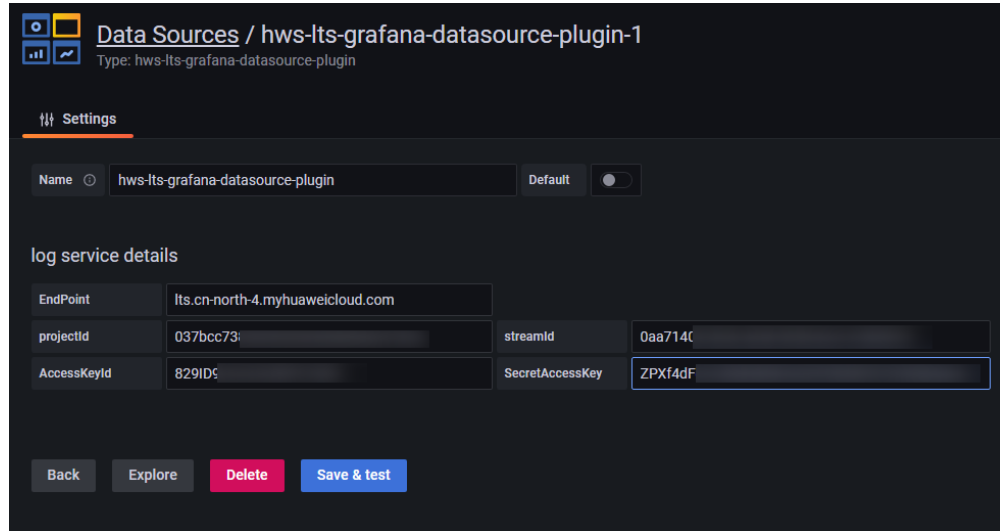 Data Sources / hws-lts-grafana-datasource-plugin-1
Type: hws-lts-grafana-datasource-plugin
Settings
Name hws-lts-grafana-datasource-plugin Default
log service details
EndPoint lts.cn-north-4.myhuaweicloud.com
projectId 037bcc73 streamId 0aa7140
AccessKeyId 829ID9 SecretAccessKey ZPXf4dF
Back Explore Delete Save & test